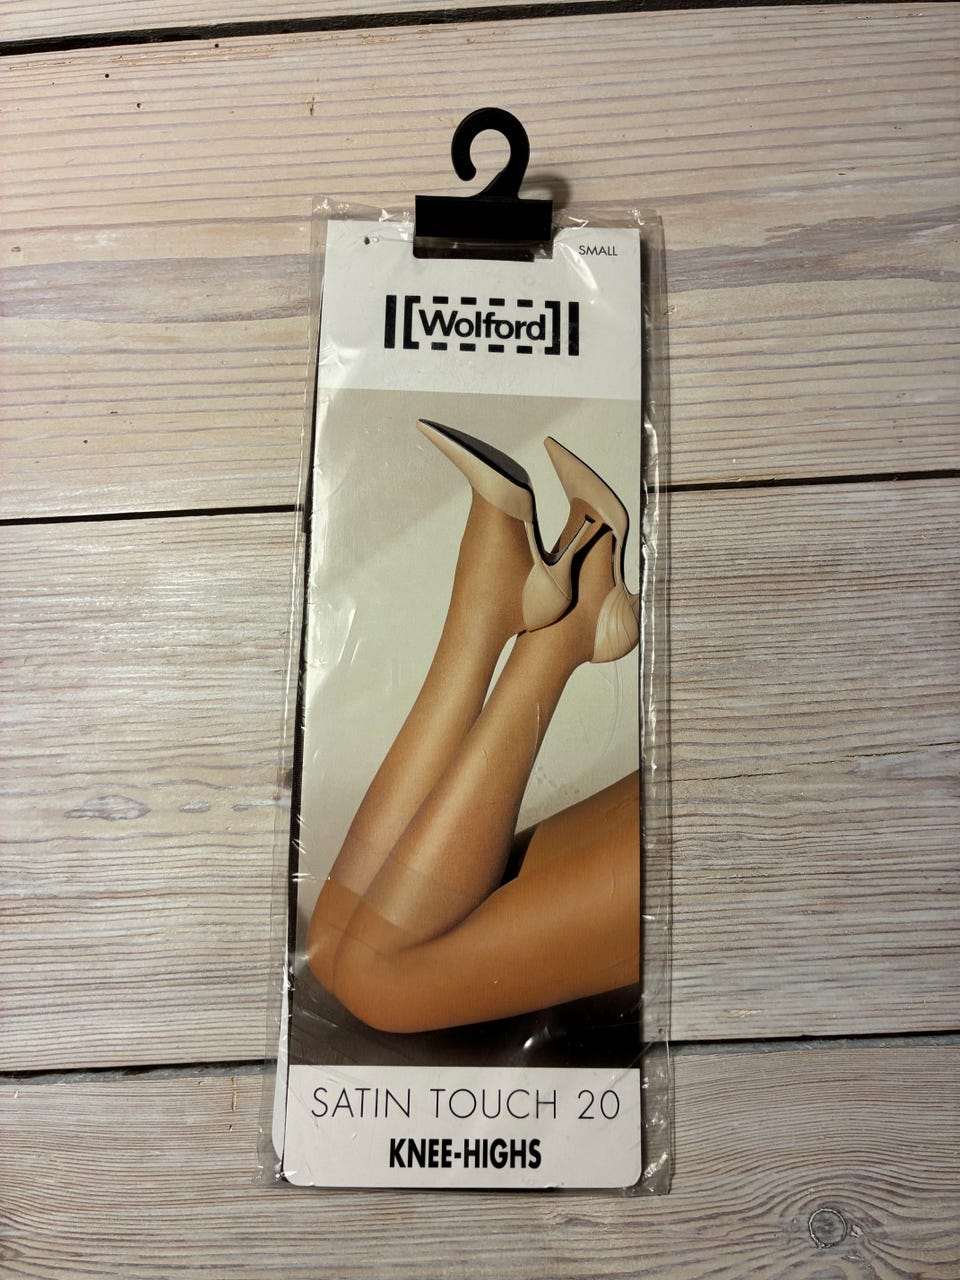 SMALL
Wolford
SATIN TOUCH 20
KNEE-HIGHS